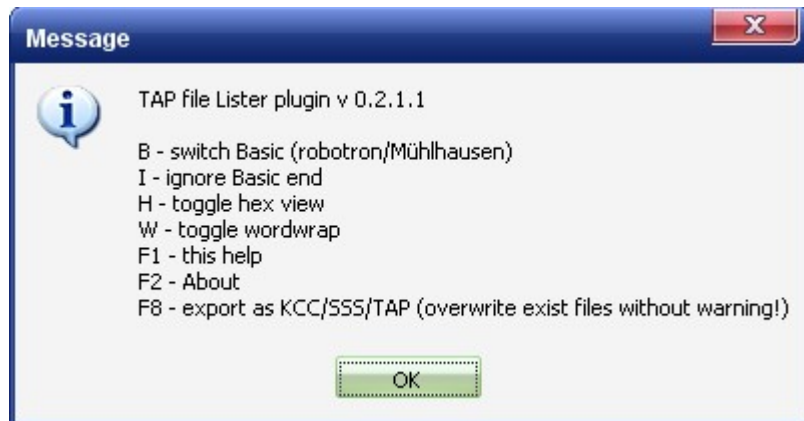 Message
TAP file Lister plugin v 0.2.1.1
B - switch Basic (robotron/Mühlhausen)
I - ignore Basic end
H - toggle hex view
W - toggle wordwrap
F1 - this help
F2 - About
F8 - export as KCC/SSS/TAP (overwrite exist files without warning!)
OK